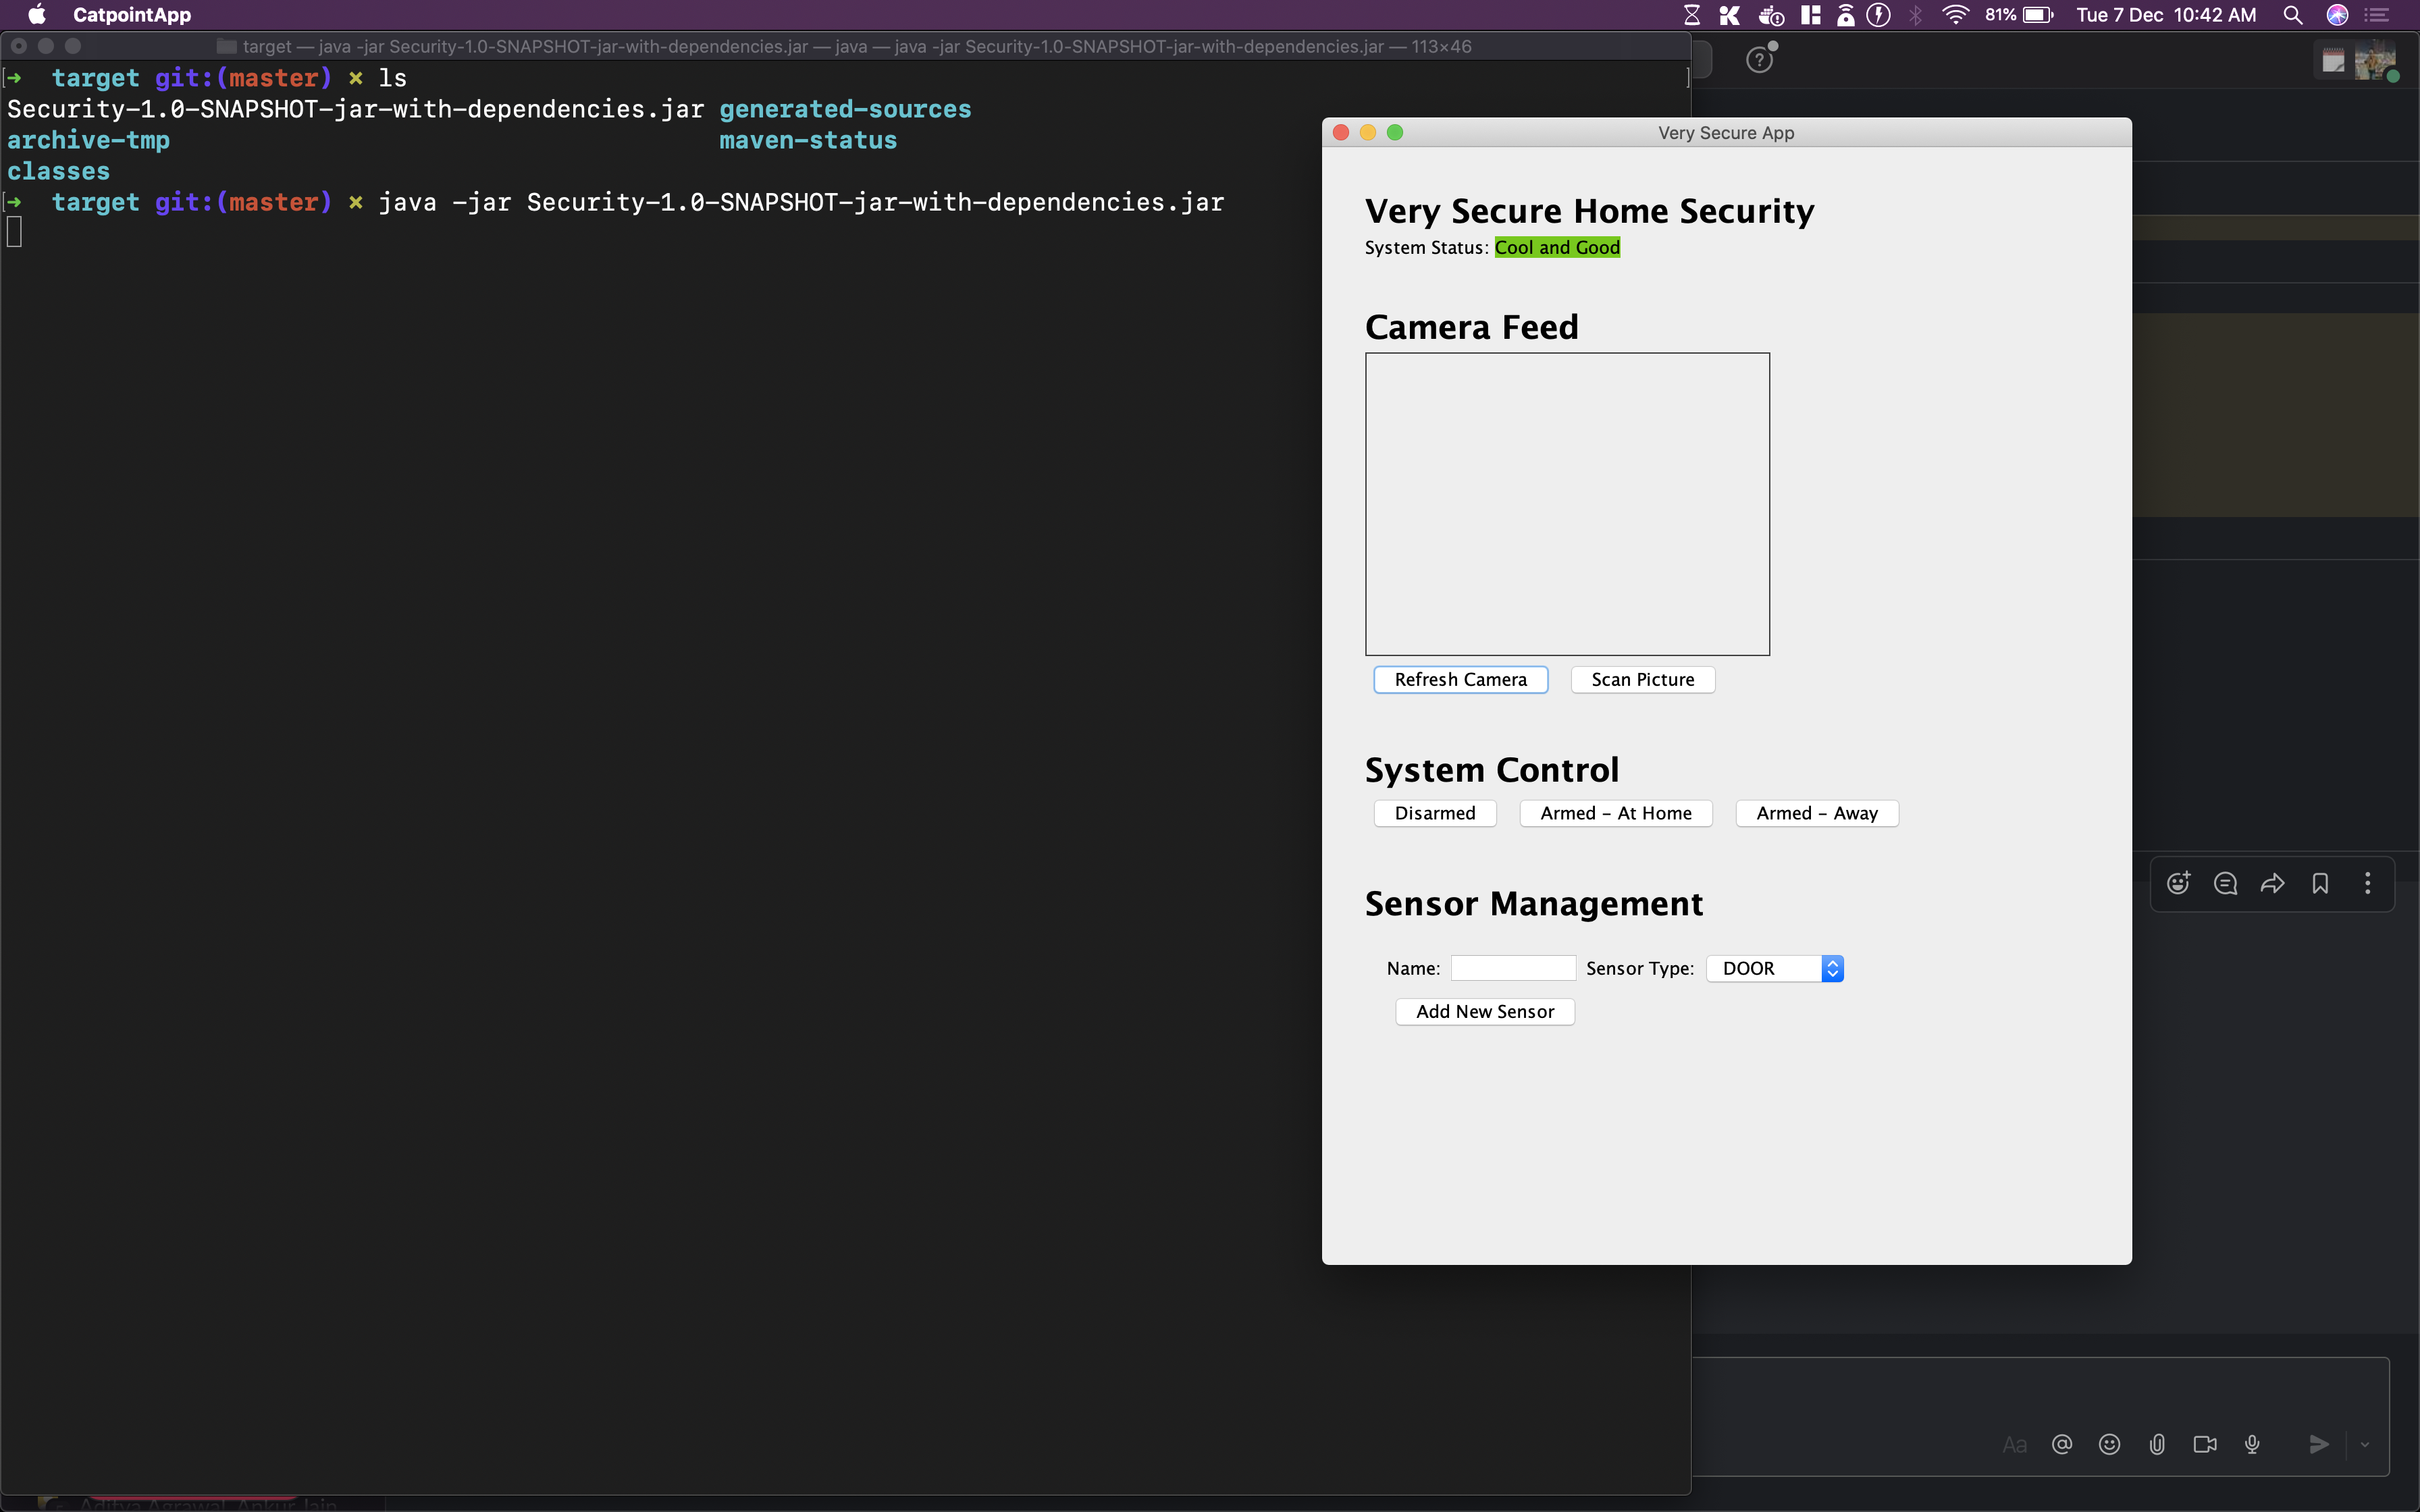 CatpointApp
81%
Tue 7 Dec 10:42 AM
target — java -jar Security-1.0-SNAPSHOT-jar-with-dependencies.jar — java — java -jar Security-1.0-SNAPSHOT-jar-with-dependencies.jar — 113×46
[→ target git:(master) × ls ]
Security-1.0-SNAPSHOT-jar-with-dependencies.jar generated-sources
archive-tmp maven-status
classes
[→ target git:(master) × java -jar Security-1.0-SNAPSHOT-jar-with-dependencies.jar
Very Secure App
Very Secure Home Security
System Status: Cool and Good
Camera Feed
Refresh Camera Scan Picture
System Control
Disarmed Armed - At Home Armed - Away
Sensor Management
Name: Sensor Type: DOOR
Add New Sensor
Aa
Aditya Agrawal, Ankur Jain